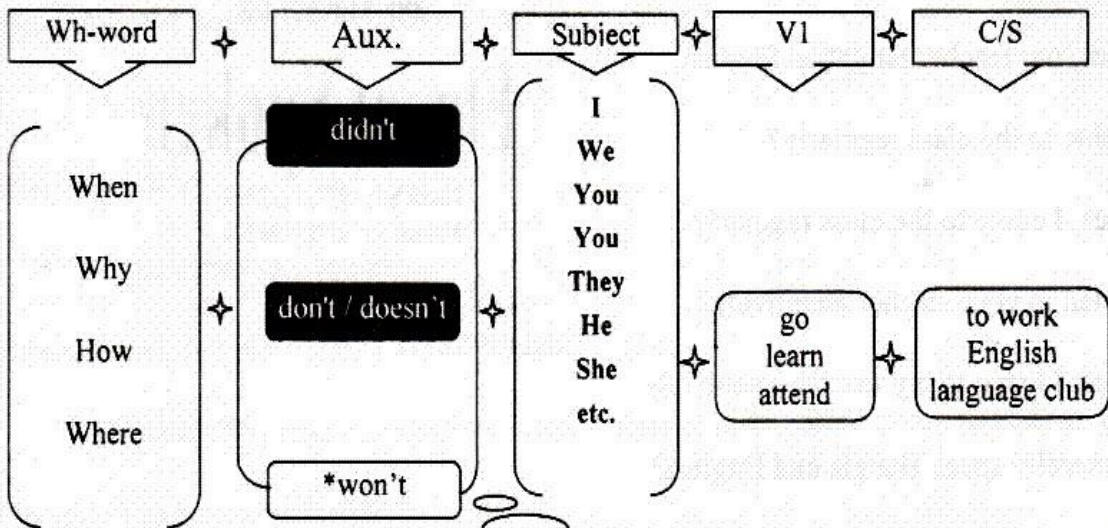 Wh-word + Aux. + Subject + V1 + C/S
When
Why
How
Where
+
didn't
don't / doesn't
*won't
+
I
We
You
You
They
He
She
etc.
+
go
learn
attend
+
to work
English
language club